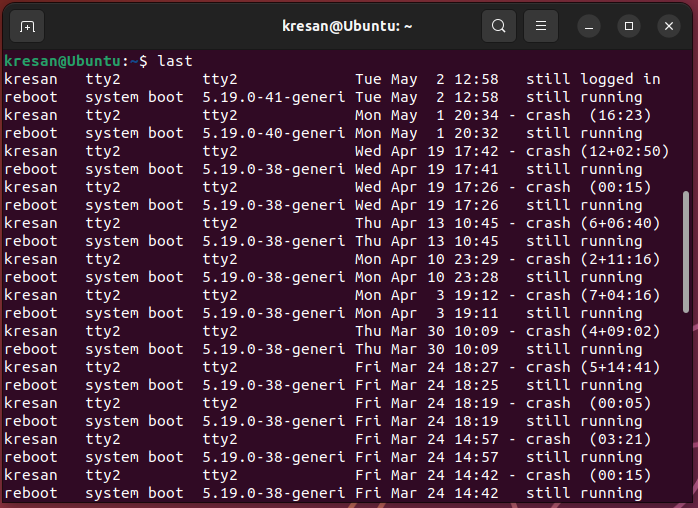 kresan@Ubuntu: ~
kresan@Ubuntu:~$ last
kresan   tty2         tty2             Tue May  2 12:58   still logged in
reboot   system boot  5.19.0-41-generi Tue May  2 12:58   still running
kresan   tty2         tty2             Mon May  1 20:34 - crash  (16:23)
reboot   system boot  5.19.0-40-generi Mon May  1 20:32   still running
kresan   tty2         tty2             Wed Apr 19 17:42 - crash (12+02:50)
reboot   system boot  5.19.0-38-generi Wed Apr 19 17:41   still running
kresan   tty2         tty2             Wed Apr 19 17:26 - crash  (00:15)
reboot   system boot  5.19.0-38-generi Wed Apr 19 17:26   still running
kresan   tty2         tty2             Thu Apr 13 10:45 - crash (6+06:40)
reboot   system boot  5.19.0-38-generi Thu Apr 13 10:45   still running
kresan   tty2         tty2             Mon Apr 10 23:29 - crash (2+11:16)
reboot   system boot  5.19.0-38-generi Mon Apr 10 23:28   still running
kresan   tty2         tty2             Mon Apr  3 19:12 - crash (7+04:16)
reboot   system boot  5.19.0-38-generi Mon Apr  3 19:11   still running
kresan   tty2         tty2             Thu Mar 30 10:09 - crash (4+09:02)
reboot   system boot  5.19.0-38-generi Thu Mar 30 10:09   still running
kresan   tty2         tty2             Fri Mar 24 18:27 - crash (5+14:41)
reboot   system boot  5.19.0-38-generi Fri Mar 24 18:25   still running
kresan   tty2         tty2             Fri Mar 24 18:19 - crash  (00:05)
reboot   system boot  5.19.0-38-generi Fri Mar 24 18:19   still running
kresan   tty2         tty2             Fri Mar 24 14:57 - crash  (03:21)
reboot   system boot  5.19.0-38-generi Fri Mar 24 14:57   still running
kresan   tty2         tty2             Fri Mar 24 14:42 - crash  (00:15)
reboot   system boot  5.19.0-38-generi Fri Mar 24 14:42   still running